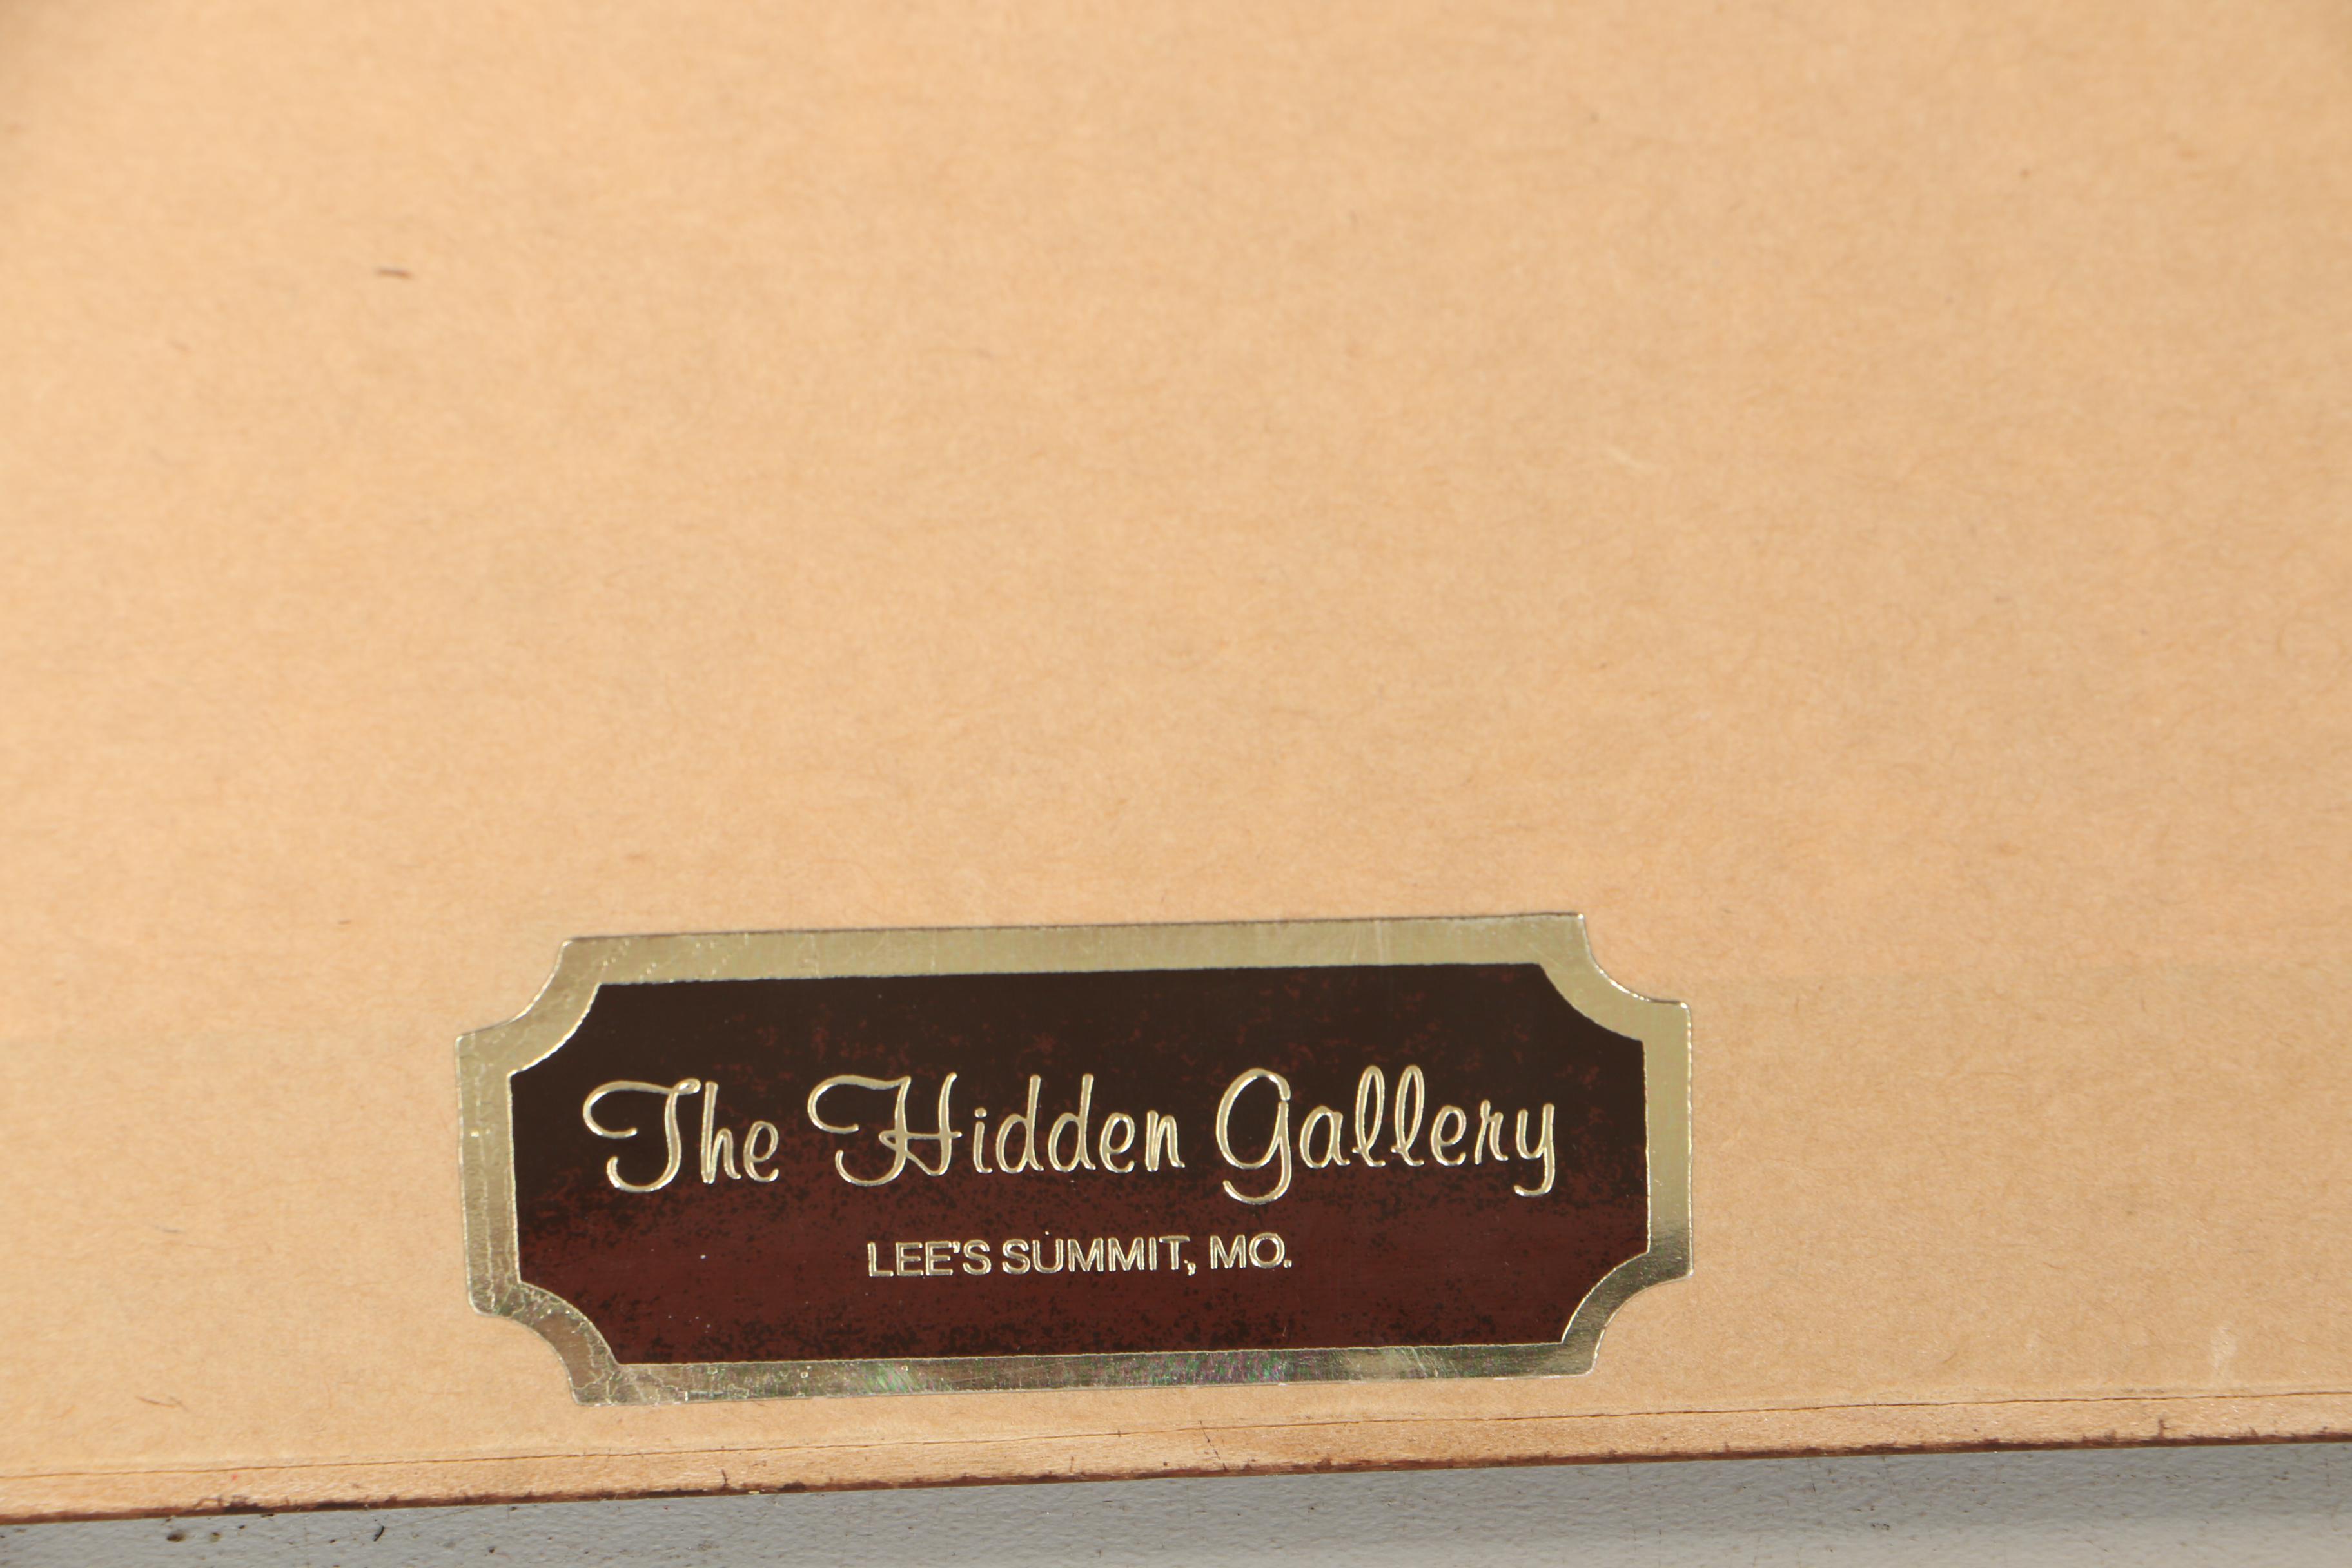 The Hidden Gallery
LEE'S SUMMIT, MO.